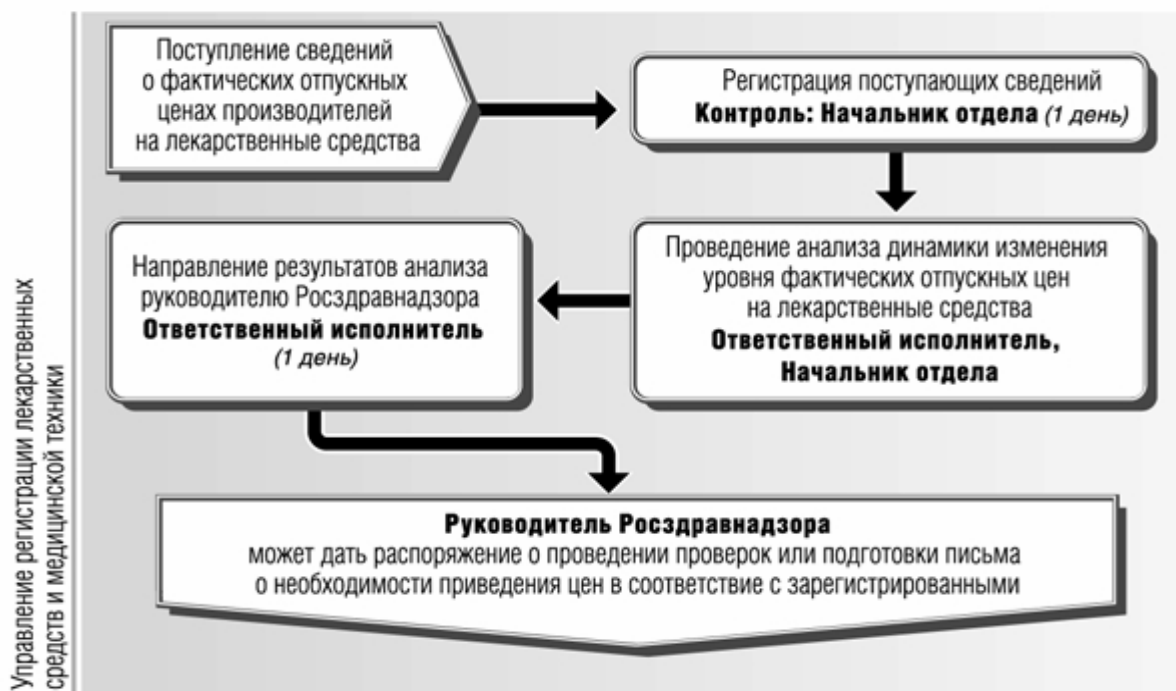 Поступление сведений
о фактических отпускных
ценах производителей
на лекарственные средства
Регистрация поступающих сведений
Контроль: Начальник отдела (1 день)
Проведение анализа динамики изменения
уровня фактических отпускных цен
на лекарственные средства
Ответственный исполнитель,
Начальник отдела
Направление результатов анализа
руководителю Росздравнадзора
Ответственный исполнитель
(1 день)
Руководитель Росздравнадзора
может дать распоряжение о проведении проверок или подготовки письма
о необходимости приведения цен в соответствие с зарегистрированными
Управление регистрации лекарственных
средств и медицинской техники